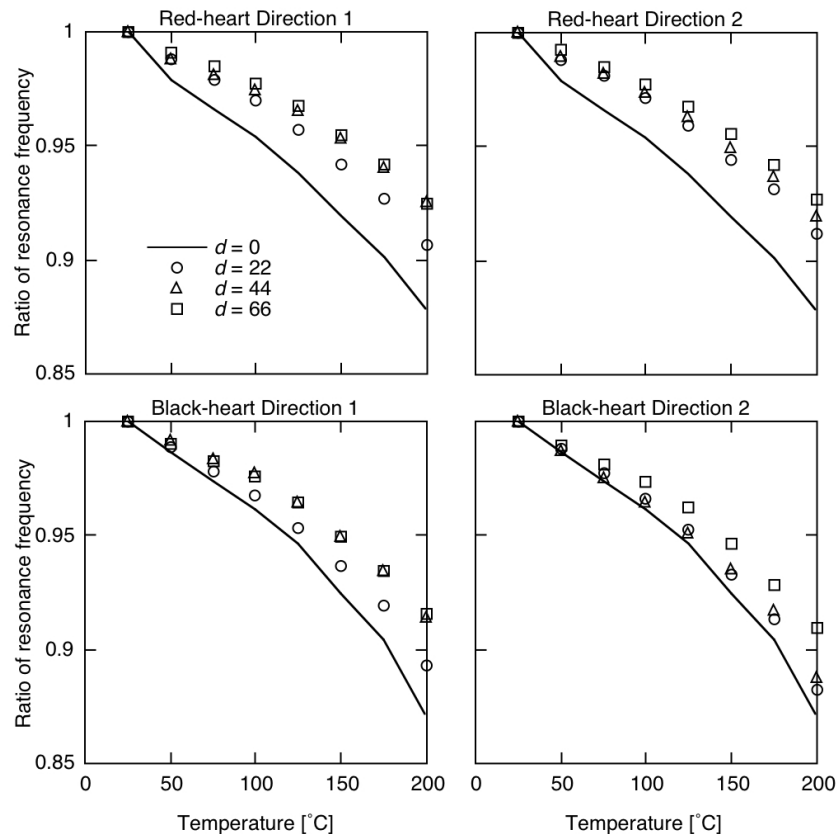 Red-heart Direction 1
Red-heart Direction 2
1
0.95
0.9
0.85
Ratio of resonance frequency
d = 0
d = 22
d = 44
d = 66
Black-heart Direction 1
Black-heart Direction 2
1
0.95
0.9
0.85
Ratio of resonance frequency
0 50 100 150 200
0 50 100 150 200
Temperature [˚C]
Temperature [˚C]